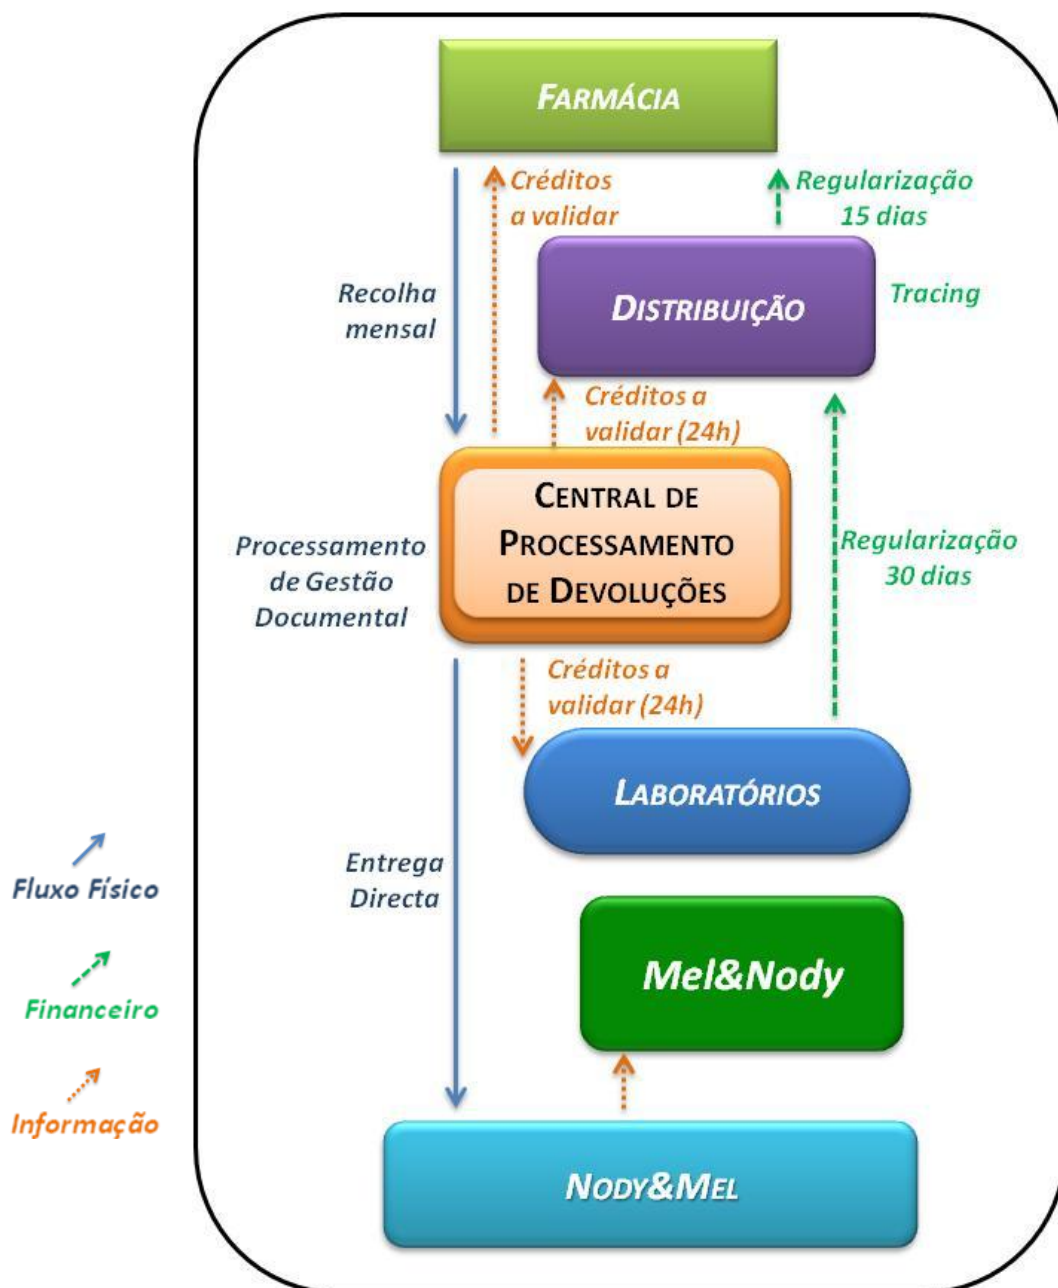 FARMÁCIA
Créditos
a validar
Regularização
15 dias
Recolha
mensal
DISTRIBUIÇÃO
Tracing
Créditos a
validar (24h)
CENTRAL DE
PROCESSAMENTO
DE DEVOLUÇÕES
Processamento
de Gestão
Documental
Regularização
30 dias
Créditos a
validar (24h)
LABORATÓRIOS
Entrega
Directa
Fluxo Físico
Mel&Nody
Financeiro
Informação
NODY&MEL